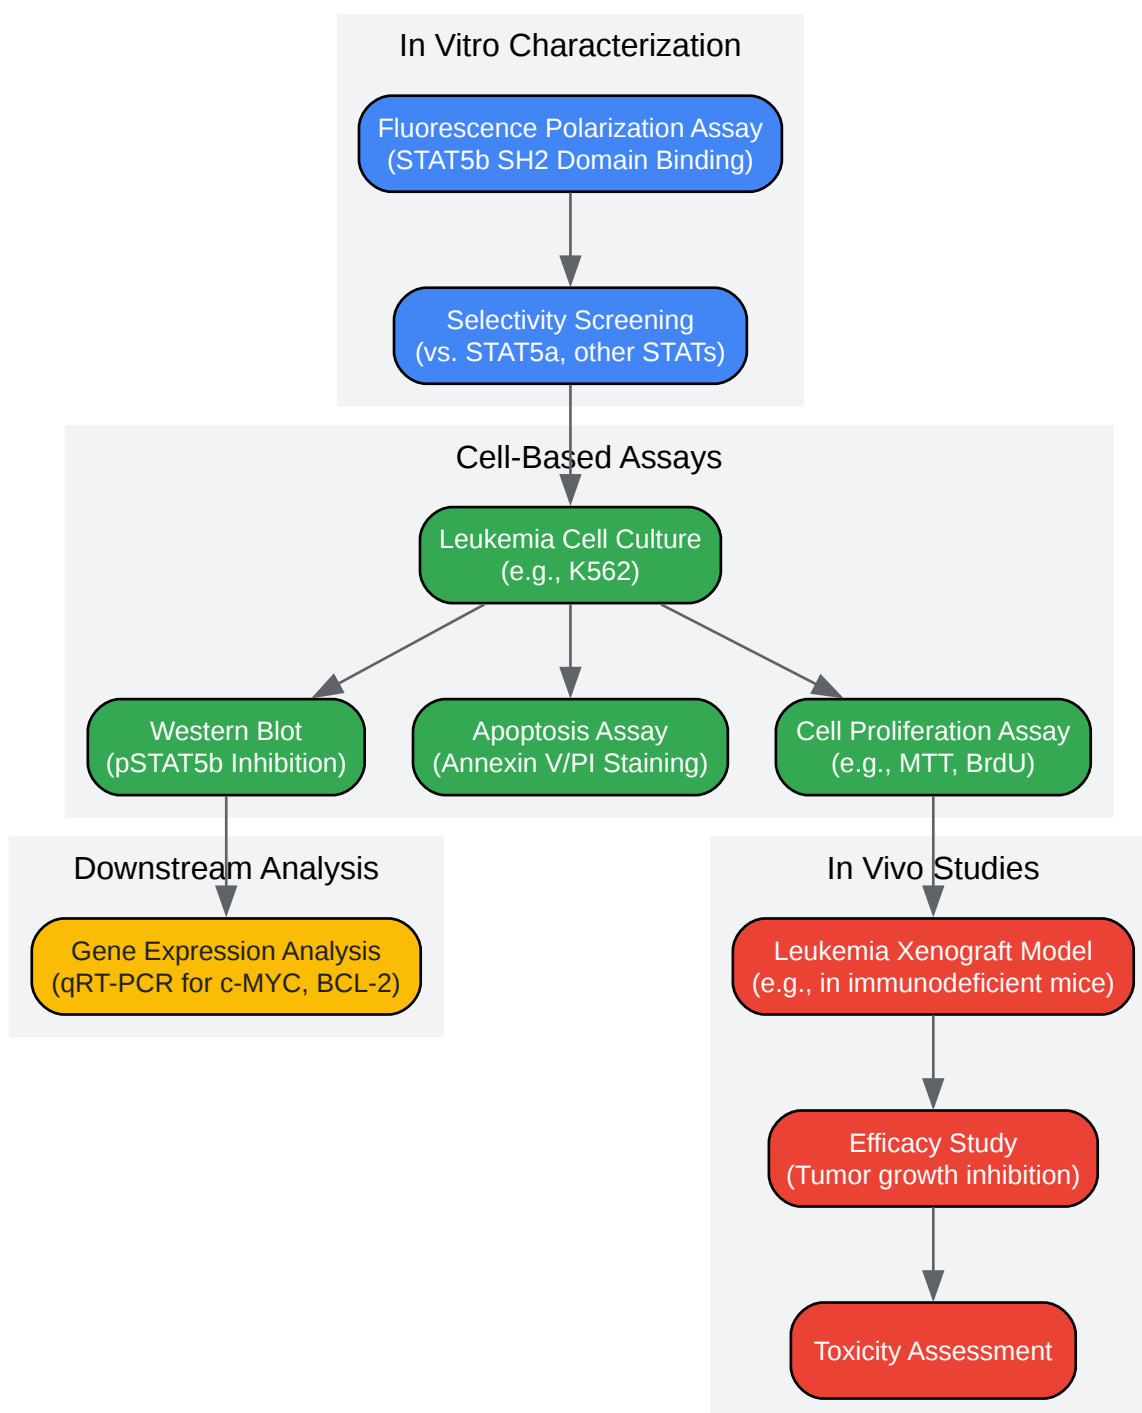 In Vitro Characterization
Fluorescence Polarization Assay
(STAT5b SH2 Domain Binding)
Selectivity Screening
(vs. STAT5a, other STATs)
Cell-Based Assays
Leukemia Cell Culture
(e.g., K562)
Western Blot
(pSTAT5b Inhibition)
Apoptosis Assay
(Annexin V/PI Staining)
Cell Proliferation Assay
(e.g., MTT, BrdU)
Downstream Analysis
Gene Expression Analysis
(qRT-PCR for c-MYC, BCL-2)
In Vivo Studies
Leukemia Xenograft Model
(e.g., in immunodeficient mice)
Efficacy Study
(Tumor growth inhibition)
Toxicity Assessment